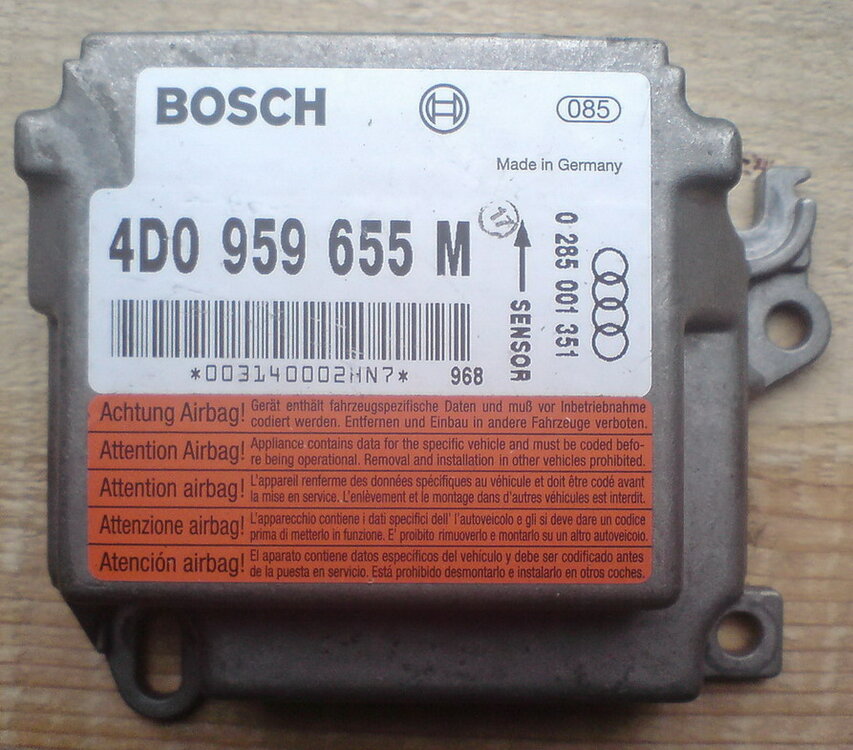 BOSCH
085
Made in Germany
4D0 959 655 M
17
SENSOR
0 285 001 351
*003140002HN7*
968
Achtung Airbag! Gerät enthält fahrzeugspezifische Daten und muß vor Inbetriebnahme
codiert werden. Entfernen und Einbau in andere Fahrzeuge verboten.
Attention Airbag! Appliance contains data for the specific vehicle and must be coded befo-
re being operational. Removal and installation in other vehicles prohibited.
Attention airbag! L'appareil renferme des données spécifiques au véhicule et doit être codé avant
la mise en service. L'enlèvement et le montage dans d'autres véhicules est interdit.
Attenzione airbag! L'apparecchio contiene i dati specifici dell' l'autoveicolo e gli si deve dare un codice
prima di metterlo in funzione. E' proibito rimuoverlo e montarlo su un altro autoveicolo.
Atención airbag! El aparato contiene datos específicos del vehículo y debe ser codificado antes
de la puesta en servicio. Está prohibido desmontarlo e instalarlo en otros coches.